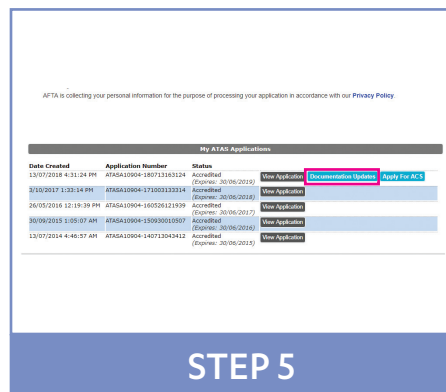 AFTA is collecting your personal information for the purpose of processing your application in accordance with our Privacy Policy.
My ATAS Applications
Date Created Application Number Status
13/07/2018 4:31:24 PM ATASA10904-180713163124 Accredited (Expires: 30/06/2019) View Application Documentation Updates Apply For ACS
3/10/2017 1:33:14 PM ATASA10904-171003133314 Accredited (Expires: 30/06/2018) View Application
26/05/2016 12:19:39 PM ATASA10904-160526121939 Accredited (Expires: 30/06/2017) View Application
30/09/2015 1:05:07 AM ATASA10904-150930010507 Accredited (Expires: 30/06/2016) View Application
13/07/2014 4:46:57 AM ATASA10904-140713043412 Accredited (Expires: 30/06/2015) View Application
STEP 5